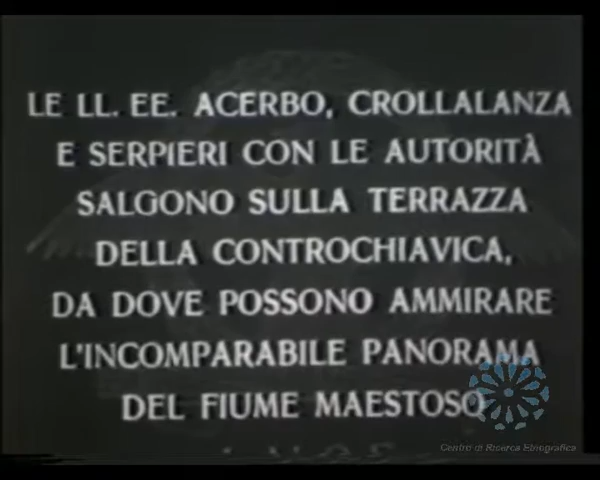 LE LL. EE. ACERBO, CROLLALANZA
E SERPIERI CON LE AUTORITÀ
SALGONO SULLA TERRAZZA
DELLA CONTROCHIAVICA,
DA DOVE POSSONO AMMIRARE
L'INCOMPARABILE PANORAMA
DEL FIUME MAESTOSO
Centro di Ricerca Etnografica